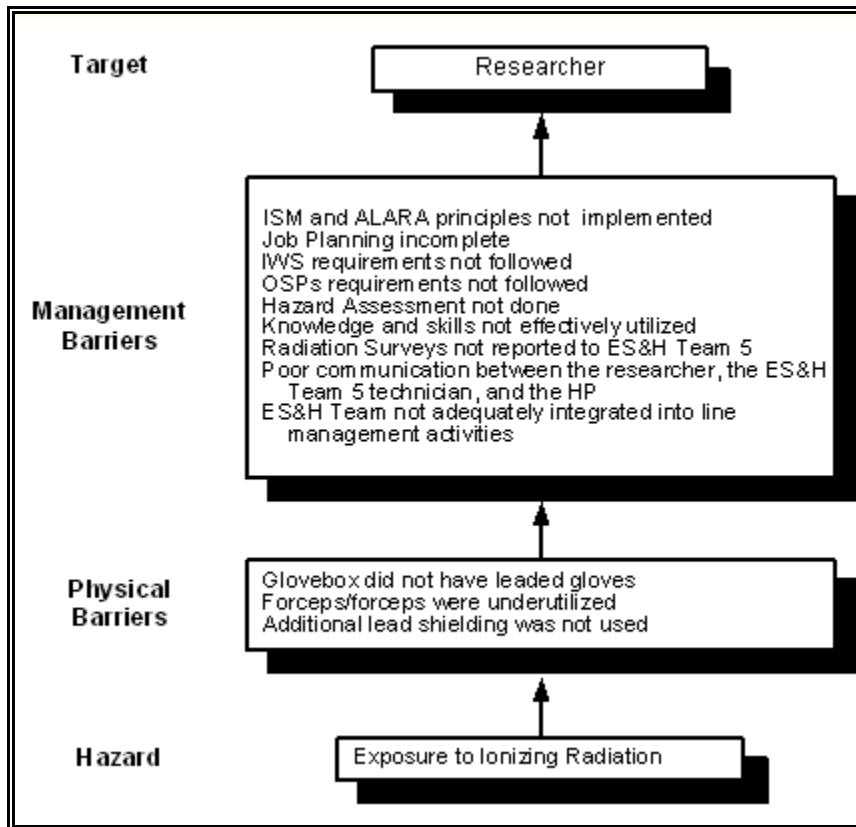 Target
Researcher
Management
Barriers
ISM and ALARA principles not implemented
Job Planning incomplete
IWS requirements not followed
OSPs requirements not followed
Hazard Assessment not done
Knowledge and skills not effectively utilized
Radiation Surveys not reported to ES&H Team 5
Poor communication between the researcher, the ES&H
Team 5 technician, and the HP
ES&H Team not adequately integrated into line
management activities
Physical
Barriers
Glovebox did not have leaded gloves
Forceps/forceps were underutilized
Additional lead shielding was not used
Hazard
Exposure to Ionizing Radiation